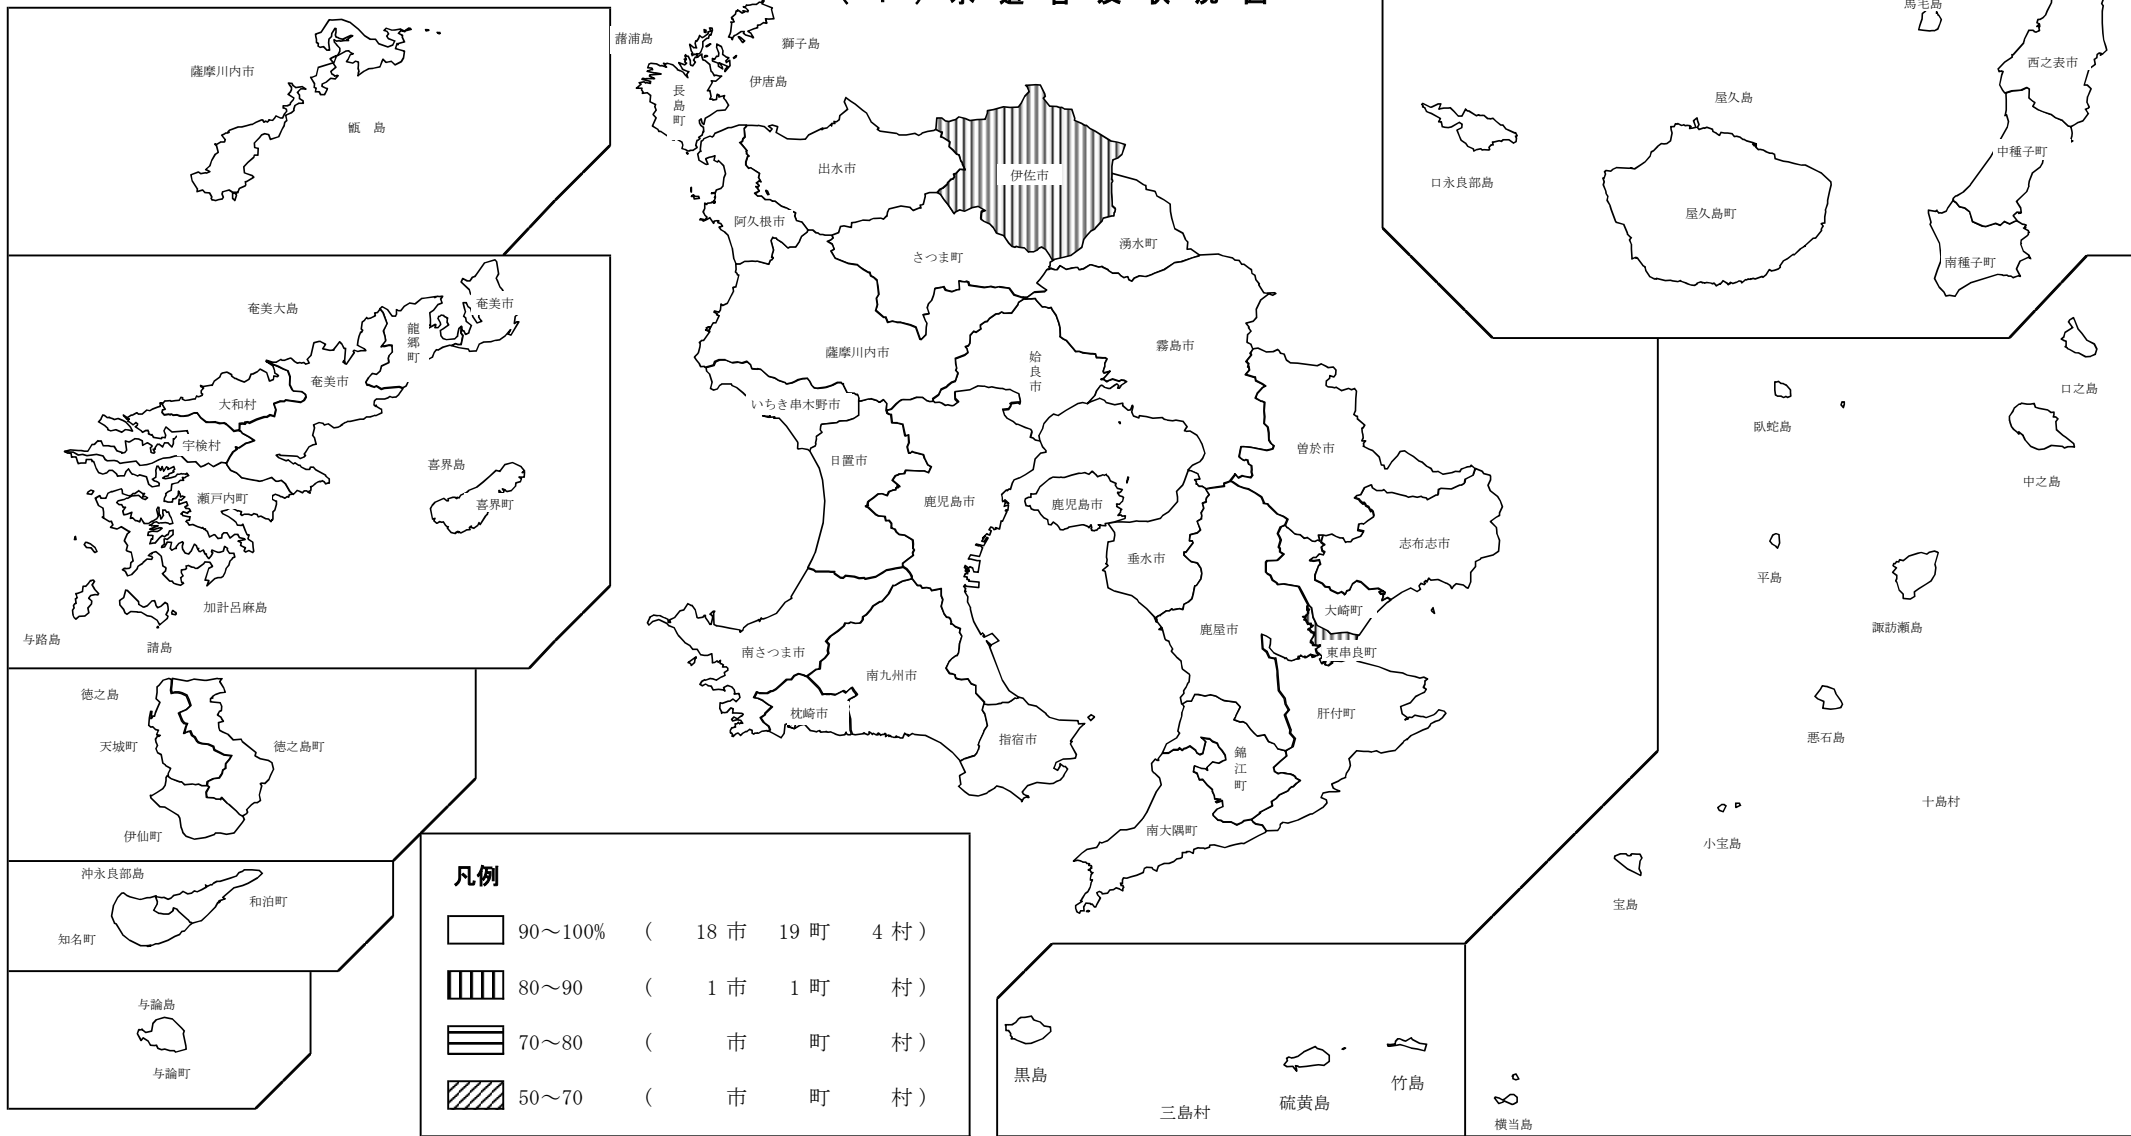 水 道 普 及 状 況 図
薩摩川内市
甑 島
藷浦島
獅子島
伊唐島
長島町
出水市
阿久根市
伊佐市
さつま町
湧水町
薩摩川内市
姶良市
霧島市
いちき串木野市
日置市
鹿児島市
鹿児島市
曽於市
志布志市
垂水市
大崎町
鹿屋市
東串良町
南さつま市
南九州市
枕崎市
指宿市
肝付町
錦江町
南大隅町
馬毛島
西之表市
屋久島
中種子町
口永良部島
屋久島町
南種子町
奄美大島
奄美市
龍郷町
奄美市
大和村
宇検村
瀬戸内町
喜界島
喜界町
加計呂麻島
与路島
請島
徳之島
天城町
徳之島町
伊仙町
沖永良部島
和泊町
知名町
与論島
与論町
口之島
臥蛇島
中之島
平島
諏訪瀬島
悪石島
十島村
小宝島
宝島
黒島
竹島
硫黄島
三島村
横当島
凡例
90～100% ( 18 市 19 町 4 村 )
80～90 ( 1 市 1 町 村 )
70～80 ( 市 町 村 )
50～70 ( 市 町 村 )